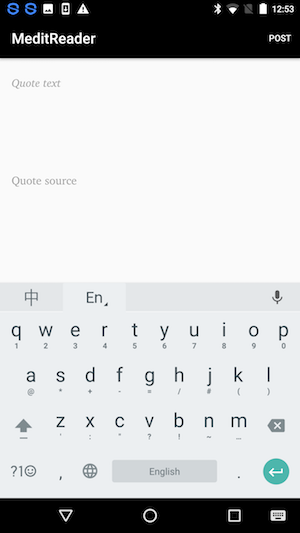 12:53
MeditReader POST
Quote text
Quote source
中 En
q w e r t y u i o p
1 2 3 4 5 6 7 8 9 0
a s d f g h j k l
@ * + - = / # ( )
z x c v b n m
' : " ? ! ~ …
?1☺ , English .